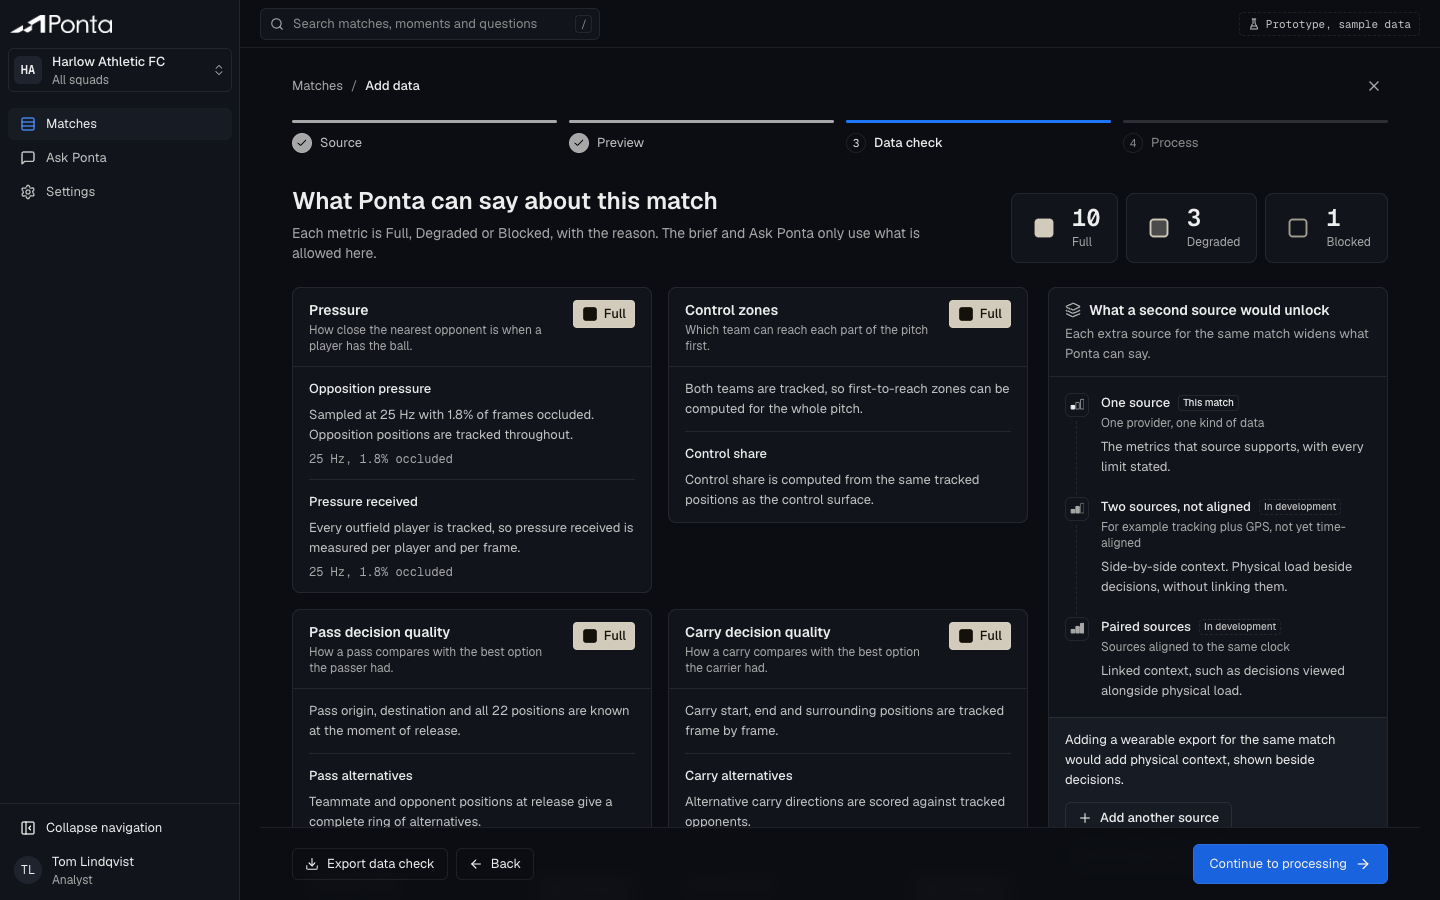 Ponta
HA
Harlow Athletic FC
All squads
Matches
Ask Ponta
Settings
Collapse navigation
TL
Tom Lindqvist
Analyst
Search matches, moments and questions
/
Prototype, sample data
Matches / Add data
Source
Preview
3
Data check
4
Process
What Ponta can say about this match
Each metric is Full, Degraded or Blocked, with the reason. The brief and Ask Ponta only use what is
allowed here.
10
Full
3
Degraded
1
Blocked
Pressure
How close the nearest opponent is when a
player has the ball.
Full
Opposition pressure
Sampled at 25 Hz with 1.8% of frames occluded.
Opposition positions are tracked throughout.
25 Hz, 1.8% occluded
Pressure received
Every outfield player is tracked, so pressure received is
measured per player and per frame.
25 Hz, 1.8% occluded
Control zones
Which team can reach each part of the pitch
first.
Full
Both teams are tracked, so first-to-reach zones can be
computed for the whole pitch.
Control share
Control share is computed from the same tracked
positions as the control surface.
Pass decision quality
How a pass compares with the best option
the passer had.
Full
Pass origin, destination and all 22 positions are known
at the moment of release.
Pass alternatives
Teammate and opponent positions at release give a
complete ring of alternatives.
Carry decision quality
How a carry compares with the best option
the carrier had.
Full
Carry start, end and surrounding positions are tracked
frame by frame.
Carry alternatives
Alternative carry directions are scored against tracked
opponents.
What a second source would unlock
Each extra source for the same match widens what
Ponta can say.
One source This match
One provider, one kind of data
The metrics that source supports, with every
limit stated.
Two sources, not aligned In development
For example tracking plus GPS, not yet time-
aligned
Side-by-side context. Physical load beside
decisions, without linking them.
Paired sources In development
Sources aligned to the same clock
Linked context, such as decisions viewed
alongside physical load.
Adding a wearable export for the same match
would add physical context, shown beside
decisions.
Add another source
Export data check
Back
Continue to processing